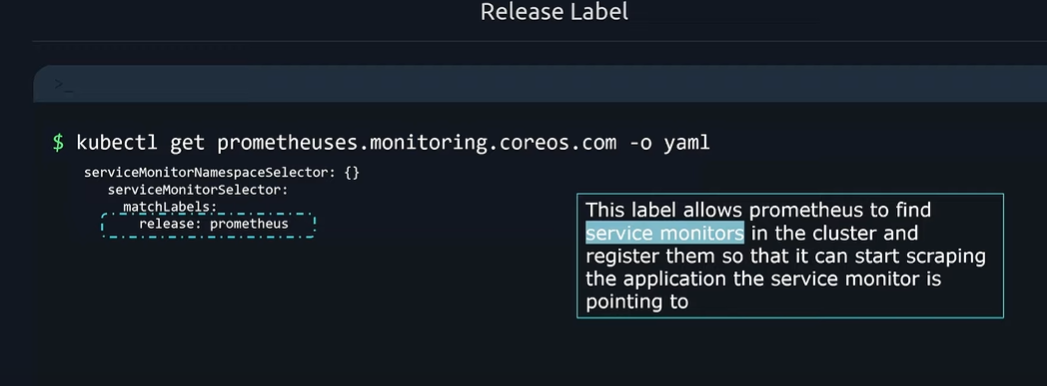 Release Label
>_
$ kubectl get prometheuses.monitoring.coreos.com -o yaml
serviceMonitorNamespaceSelector: {}
serviceMonitorSelector:
matchLabels:
release: prometheus
This label allows prometheus to find
service monitors in the cluster and
register them so that it can start scraping
the application the service monitor is
pointing to